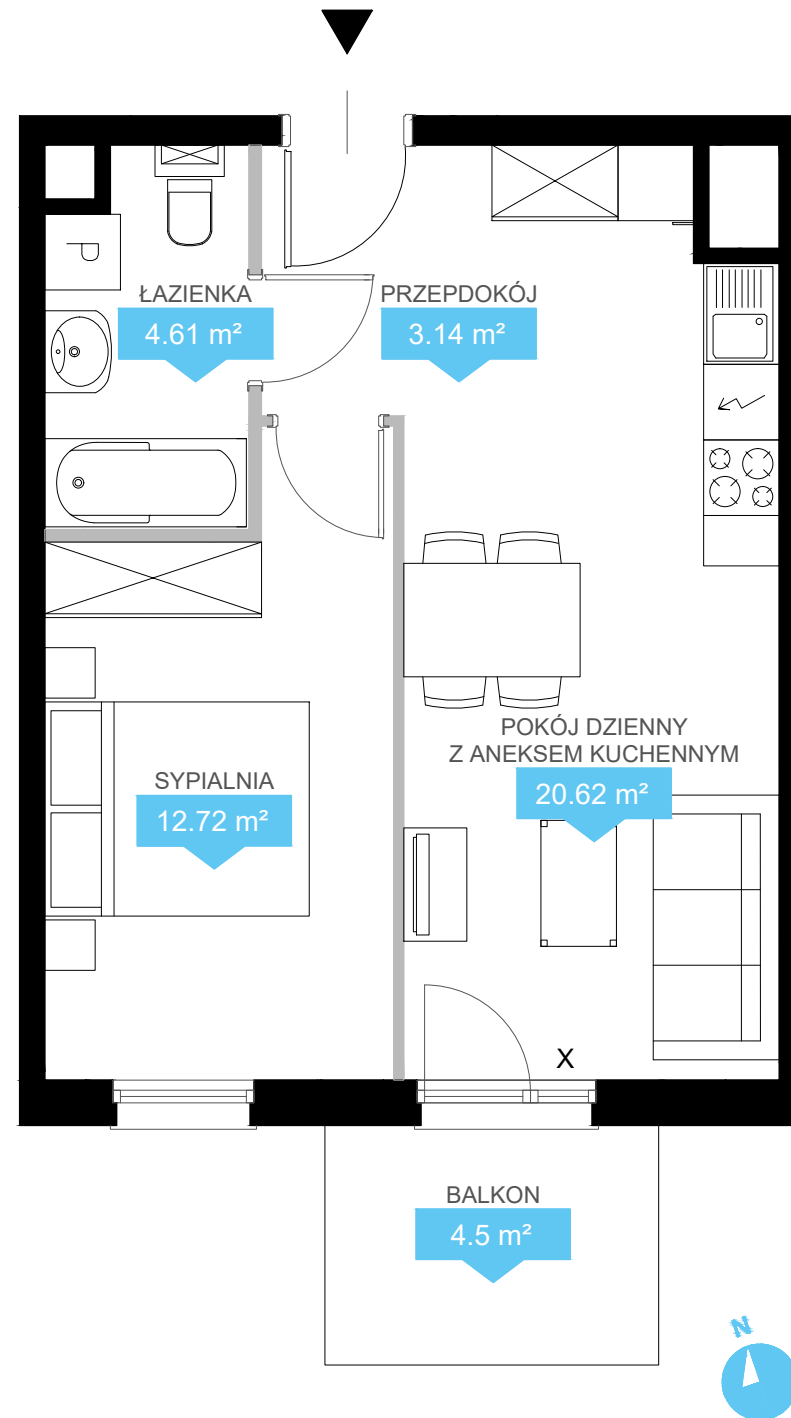 ŁAZIENKA
4.61 m²
PRZEPDOKÓJ
3.14 m²
P
POKÓJ DZIENNY
Z ANEKSEM KUCHENNYM
20.62 m²
SYPIALNIA
12.72 m²
X
BALKON
4.5 m²
N